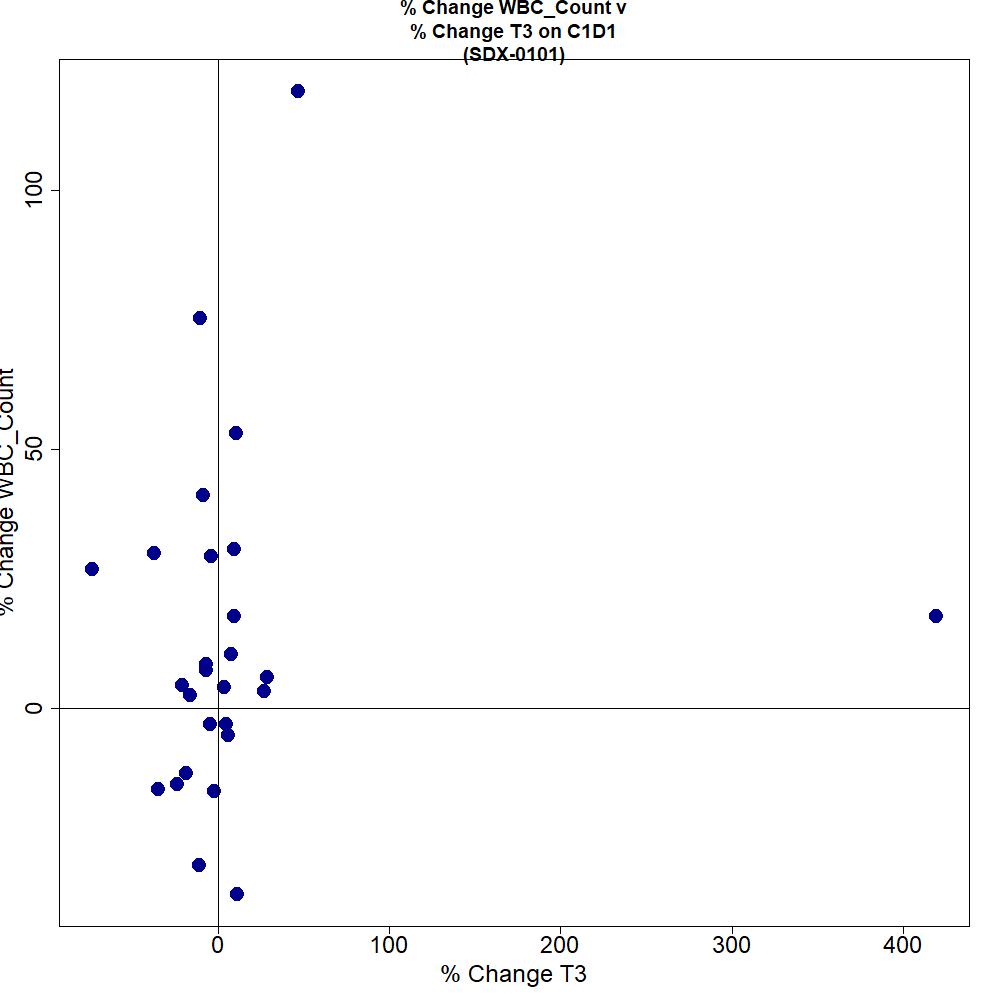 % Change WBC_Count v
% Change T3 on C1D1
(SDX-0101)
% Change WBC_Count
100
50
0
0
100
200
300
400
% Change T3